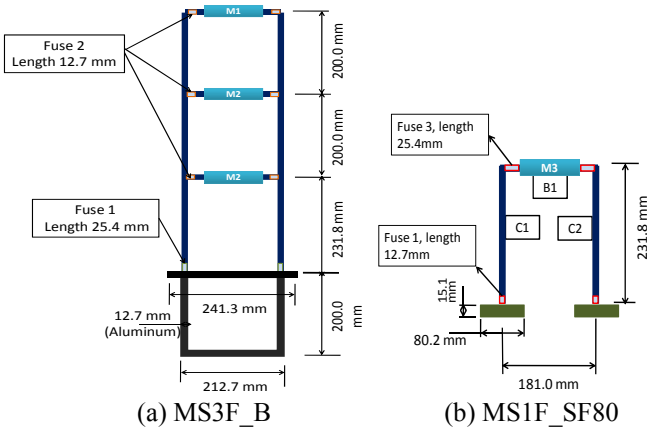 M1
Fuse 2
Length 12.7 mm
M2
M2
200.0 mm
200.0 mm
231.8 mm
Fuse 1
Length 25.4 mm
241.3 mm
200.0
mm
12.7 mm
(Aluminum)
212.7 mm
(a) MS3F_B
Fuse 3, length
25.4mm
M3
B1
C1
C2
231.8 mm
Fuse 1, length
12.7mm
15.1
mm
80.2 mm
181.0 mm
(b) MS1F_SF80